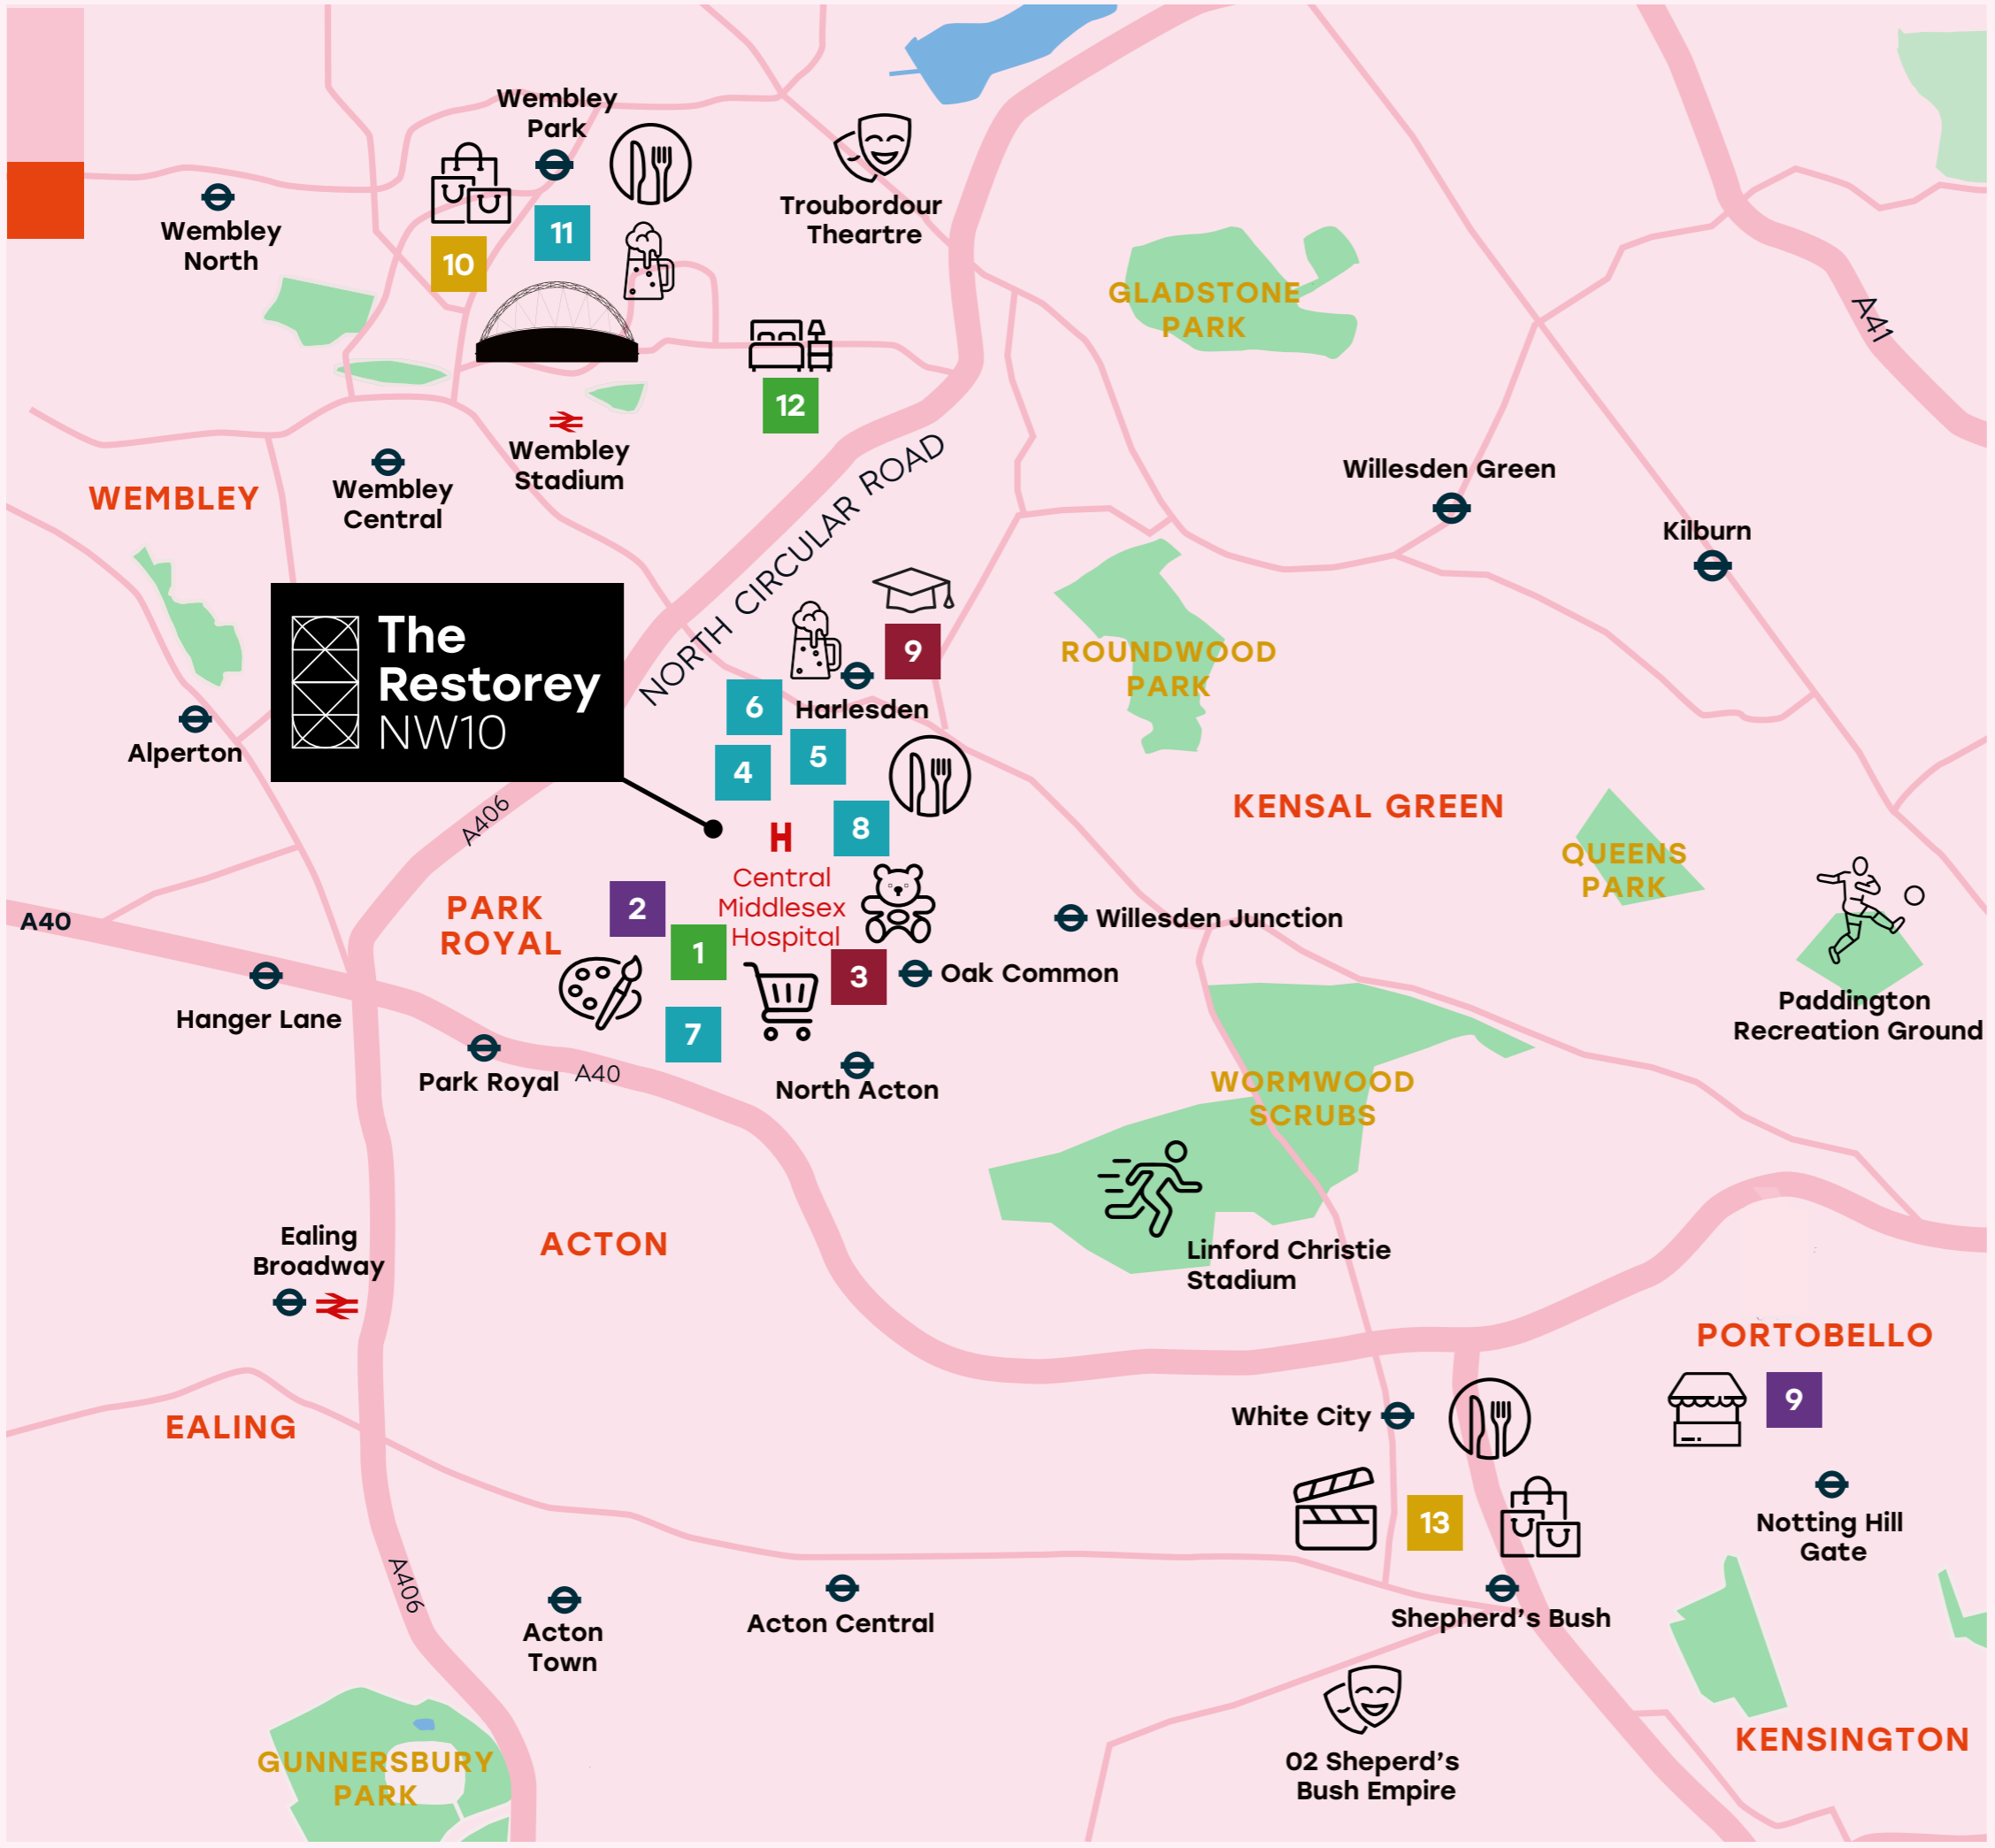 Wembley
Park
Troubordour
Theartre
Wembley
North
11
10
GLADSTONE
PARK
A41
12
Wembley
Stadium
Wembley
Central
WEMBLEY
NORTH CIRCULAR ROAD
Willesden Green
Kilburn
The
Restorey
NW10
9
ROUNDWOOD
PARK
6
Harlesden
Alperton
5
4
KENSAL GREEN
A406
H
8
QUEENS
PARK
Central
Middlesex
Hospital
PARK
ROYAL
2
1
A40
Willesden Junction
3
Oak Common
Hanger Lane
Paddington
Recreation Ground
7
Park Royal
A40
North Acton
WORMWOOD
SCRUBS
Ealing
Broadway
ACTON
Linford Christie
Stadium
PORTOBELLO
9
White City
EALING
13
Notting Hill
Gate
A406
Acton
Town
Acton Central
Shepherd's Bush
GUNNERSBURY
PARK
02 Sheperd's
Bush Empire
KENSINGTON